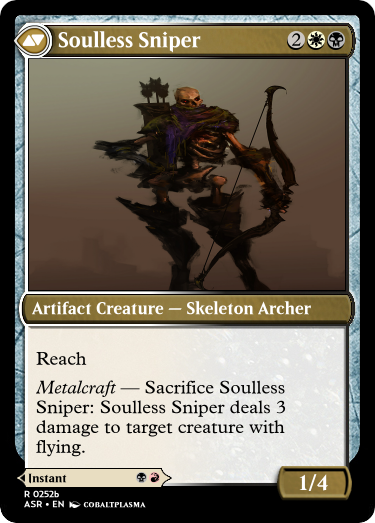 Soulless Sniper 2
Artifact Creature — Skeleton Archer
Reach
Metalcraft — Sacrifice Soulless
Sniper: Soulless Sniper deals 3
damage to target creature with
flying.
Instant
1/4
R 0252b
ASR • EN COBALTPLASMA